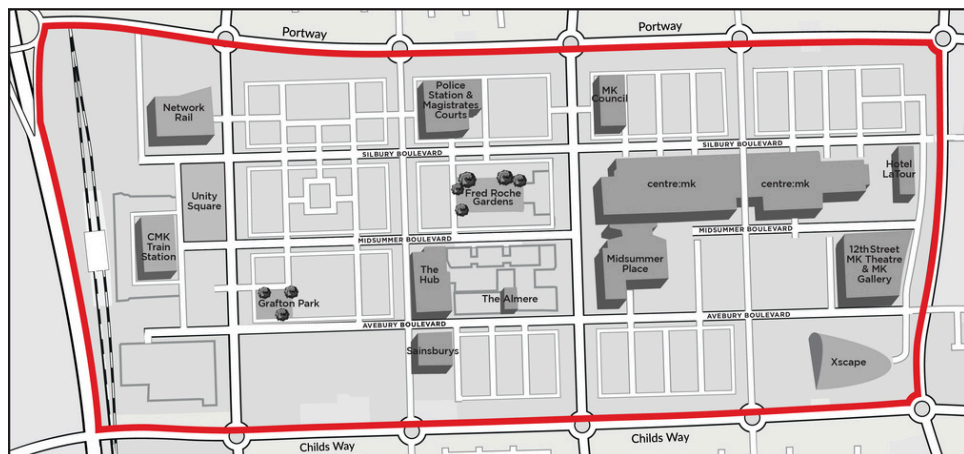 Portway
Portway
Police
Station &
Magistrates
Courts
MK
Council
Network
Rail
SILBURY BOULEVARD
SILBURY BOULEVARD
Hotel
LaTour
centre:mk
centre:mk
Unity
Square
Fred Roche
Gardens
MIDSUMMER BOULEVARD
MIDSUMMER BOULEVARD
CMK
Train
Station
12th Street
MK Theatre
& MK
Gallery
Midsummer
Place
The
Hub
The Almere
Grafton Park
AVEBURY BOULEVARD
AVEBURY BOULEVARD
Sainsburys
Xscape
Childs Way
Childs Way